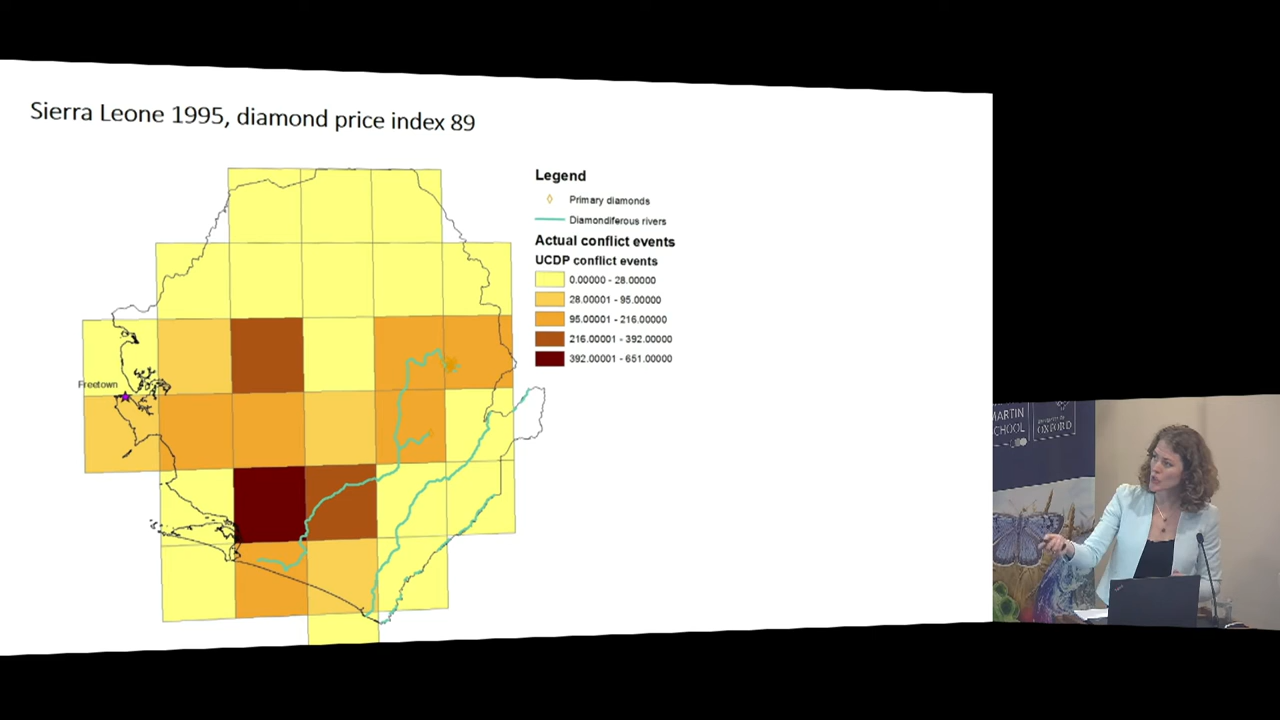 Sierra Leone 1995, diamond price index 89
Legend
Primary diamonds
Diamondiferous rivers
Actual conflict events
UCDP conflict events
0.00000 - 28.00000
28.00001 - 95.00000
95.00001 - 216.00000
216.00001 - 392.00000
392.00001 - 651.00000
Freetown
MARTIN
SCHOOL
OXFORD